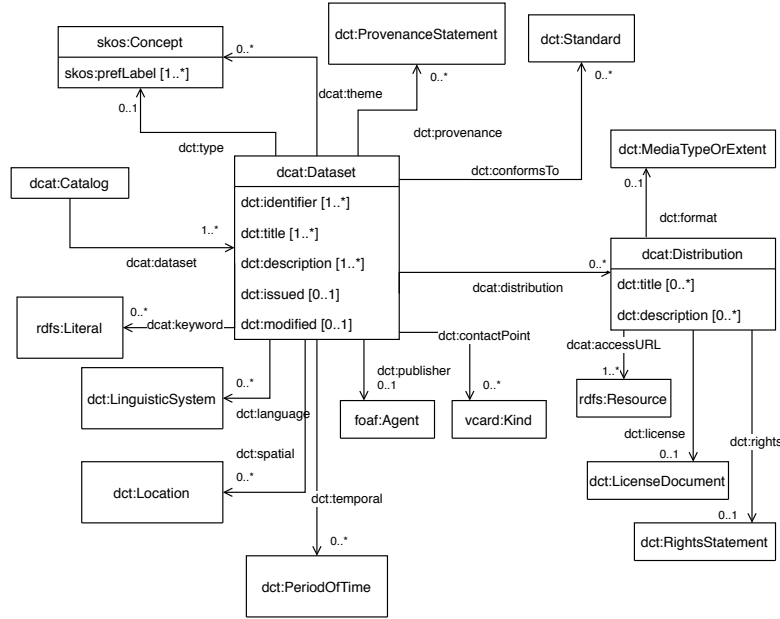 skos:Concept
skos:prefLabel [1..*]
0..*
dcat:theme
0..1
dct:type
dct:ProvenanceStatement
0..*
dct:provenance
dct:Standard
0..*
dct:conformsTo
dct:MediaTypeOrExtent
0..1
dct:format
dcat:Catalog
1..*
dcat:dataset
dcat:Dataset
dct:identifier [1..*]
dct:title [1..*]
dct:description [1..*]
dct:issued [0..1]
dct:modified [0..1]
0..*
dcat:distribution
dcat:Distribution
dct:title [0..*]
dct:description [0..*]
rdfs:Literal
0..*
dcat:keyword
dct:contactPoint
0..*
vcard:Kind
dct:publisher
0..1
foaf:Agent
dct:LinguisticSystem
0..*
dct:language
dcat:accessURL
1..*
rdfs:Resource
dct:license
0..1
dct:LicenseDocument
dct:rights
0..1
dct:RightsStatement
dct:Location
dct:spatial
0..*
dct:temporal
0..*
dct:PeriodOfTime